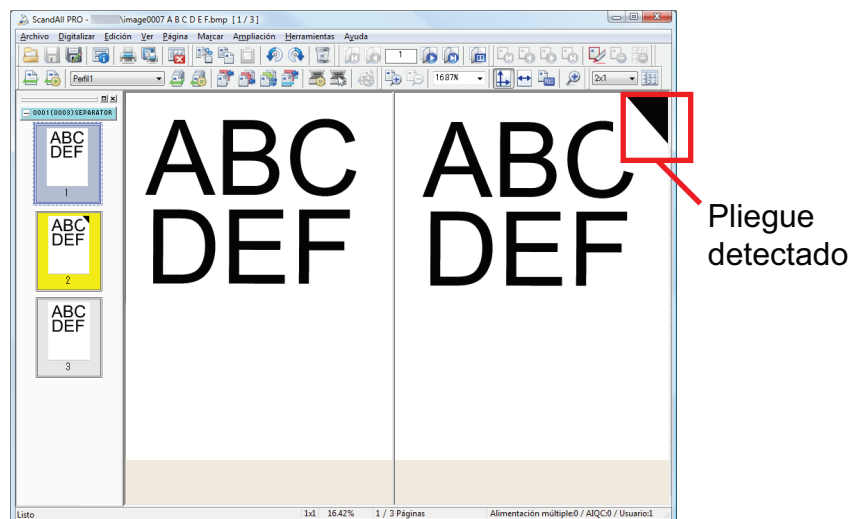 ScandAll PRO - \image0007 A B C D E F.bmp [ 1 / 3 ]
Archivo Digitalizar Edición Ver Página Marcar Ampliación Herramientas Ayuda
1
Perfil1 16.87% 2x1
0001(0003)SEPARATOR
ABC
DEF
1
ABC
DEF
2
ABC
DEF
3
ABC
DEF
ABC
DEF
Pliegue
detectado
Listo 1x1 16.42% 1 / 3 Páginas Alimentación múltiple:0 / AIQC:0 / Usuario:1